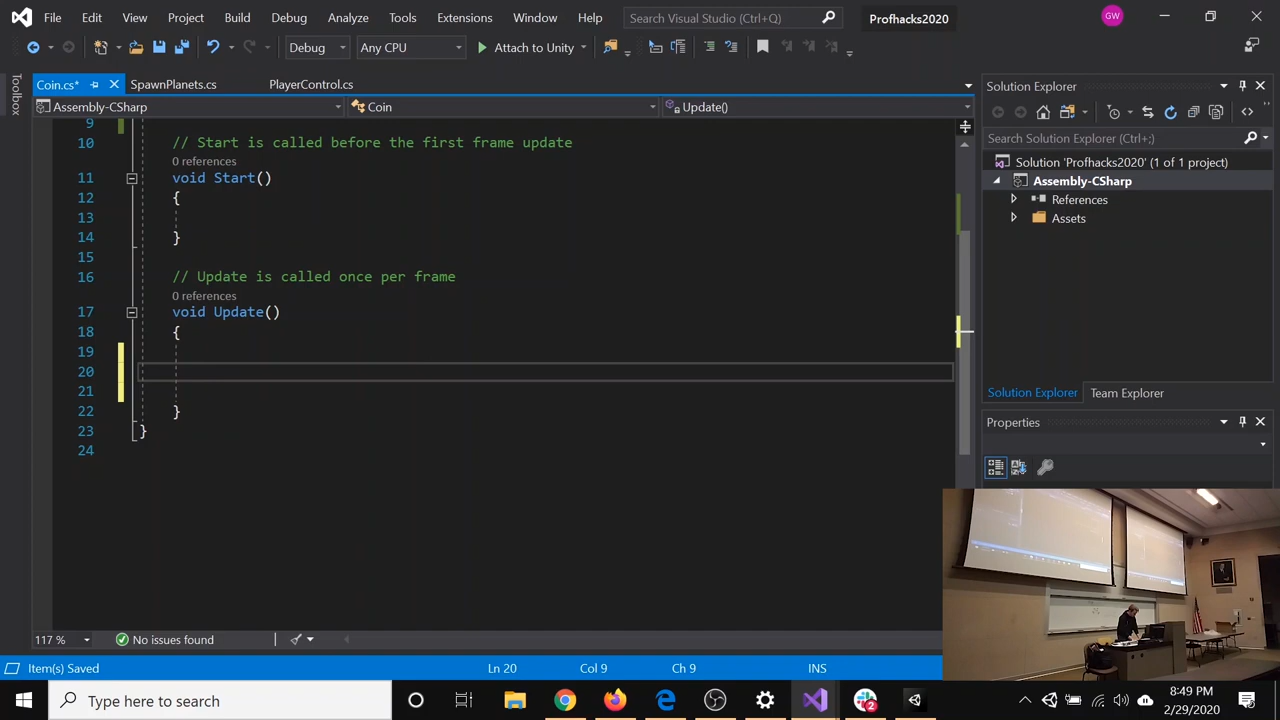 File Edit View Project Build Debug Analyze Tools Extensions Window Help Search Visual Studio (Ctrl+Q) Profhacks2020 GW
Debug Any CPU Attach to Unity
Toolbox
Coin.cs* SpawnPlanets.cs PlayerControl.cs
Assembly-CSharp Coin Update()
9
10 // Start is called before the first frame update
0 references
11 void Start()
12 {
13
14 }
15
16 // Update is called once per frame
0 references
17 void Update()
18 {
19
20
21
22 }
23 }
24
117 % No issues found
Solution Explorer
Search Solution Explorer (Ctrl+;)
Solution 'Profhacks2020' (1 of 1 project)
Assembly-CSharp
References
Assets
Solution Explorer Team Explorer
Properties
Item(s) Saved Ln 20 Col 9 Ch 9 INS
Type here to search 2 8:49 PM
2/29/2020